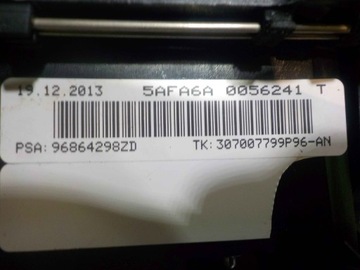 19.12.2013 5AFA6A 0056241 T
PSA:96864298ZD TK:307007799P96-AN